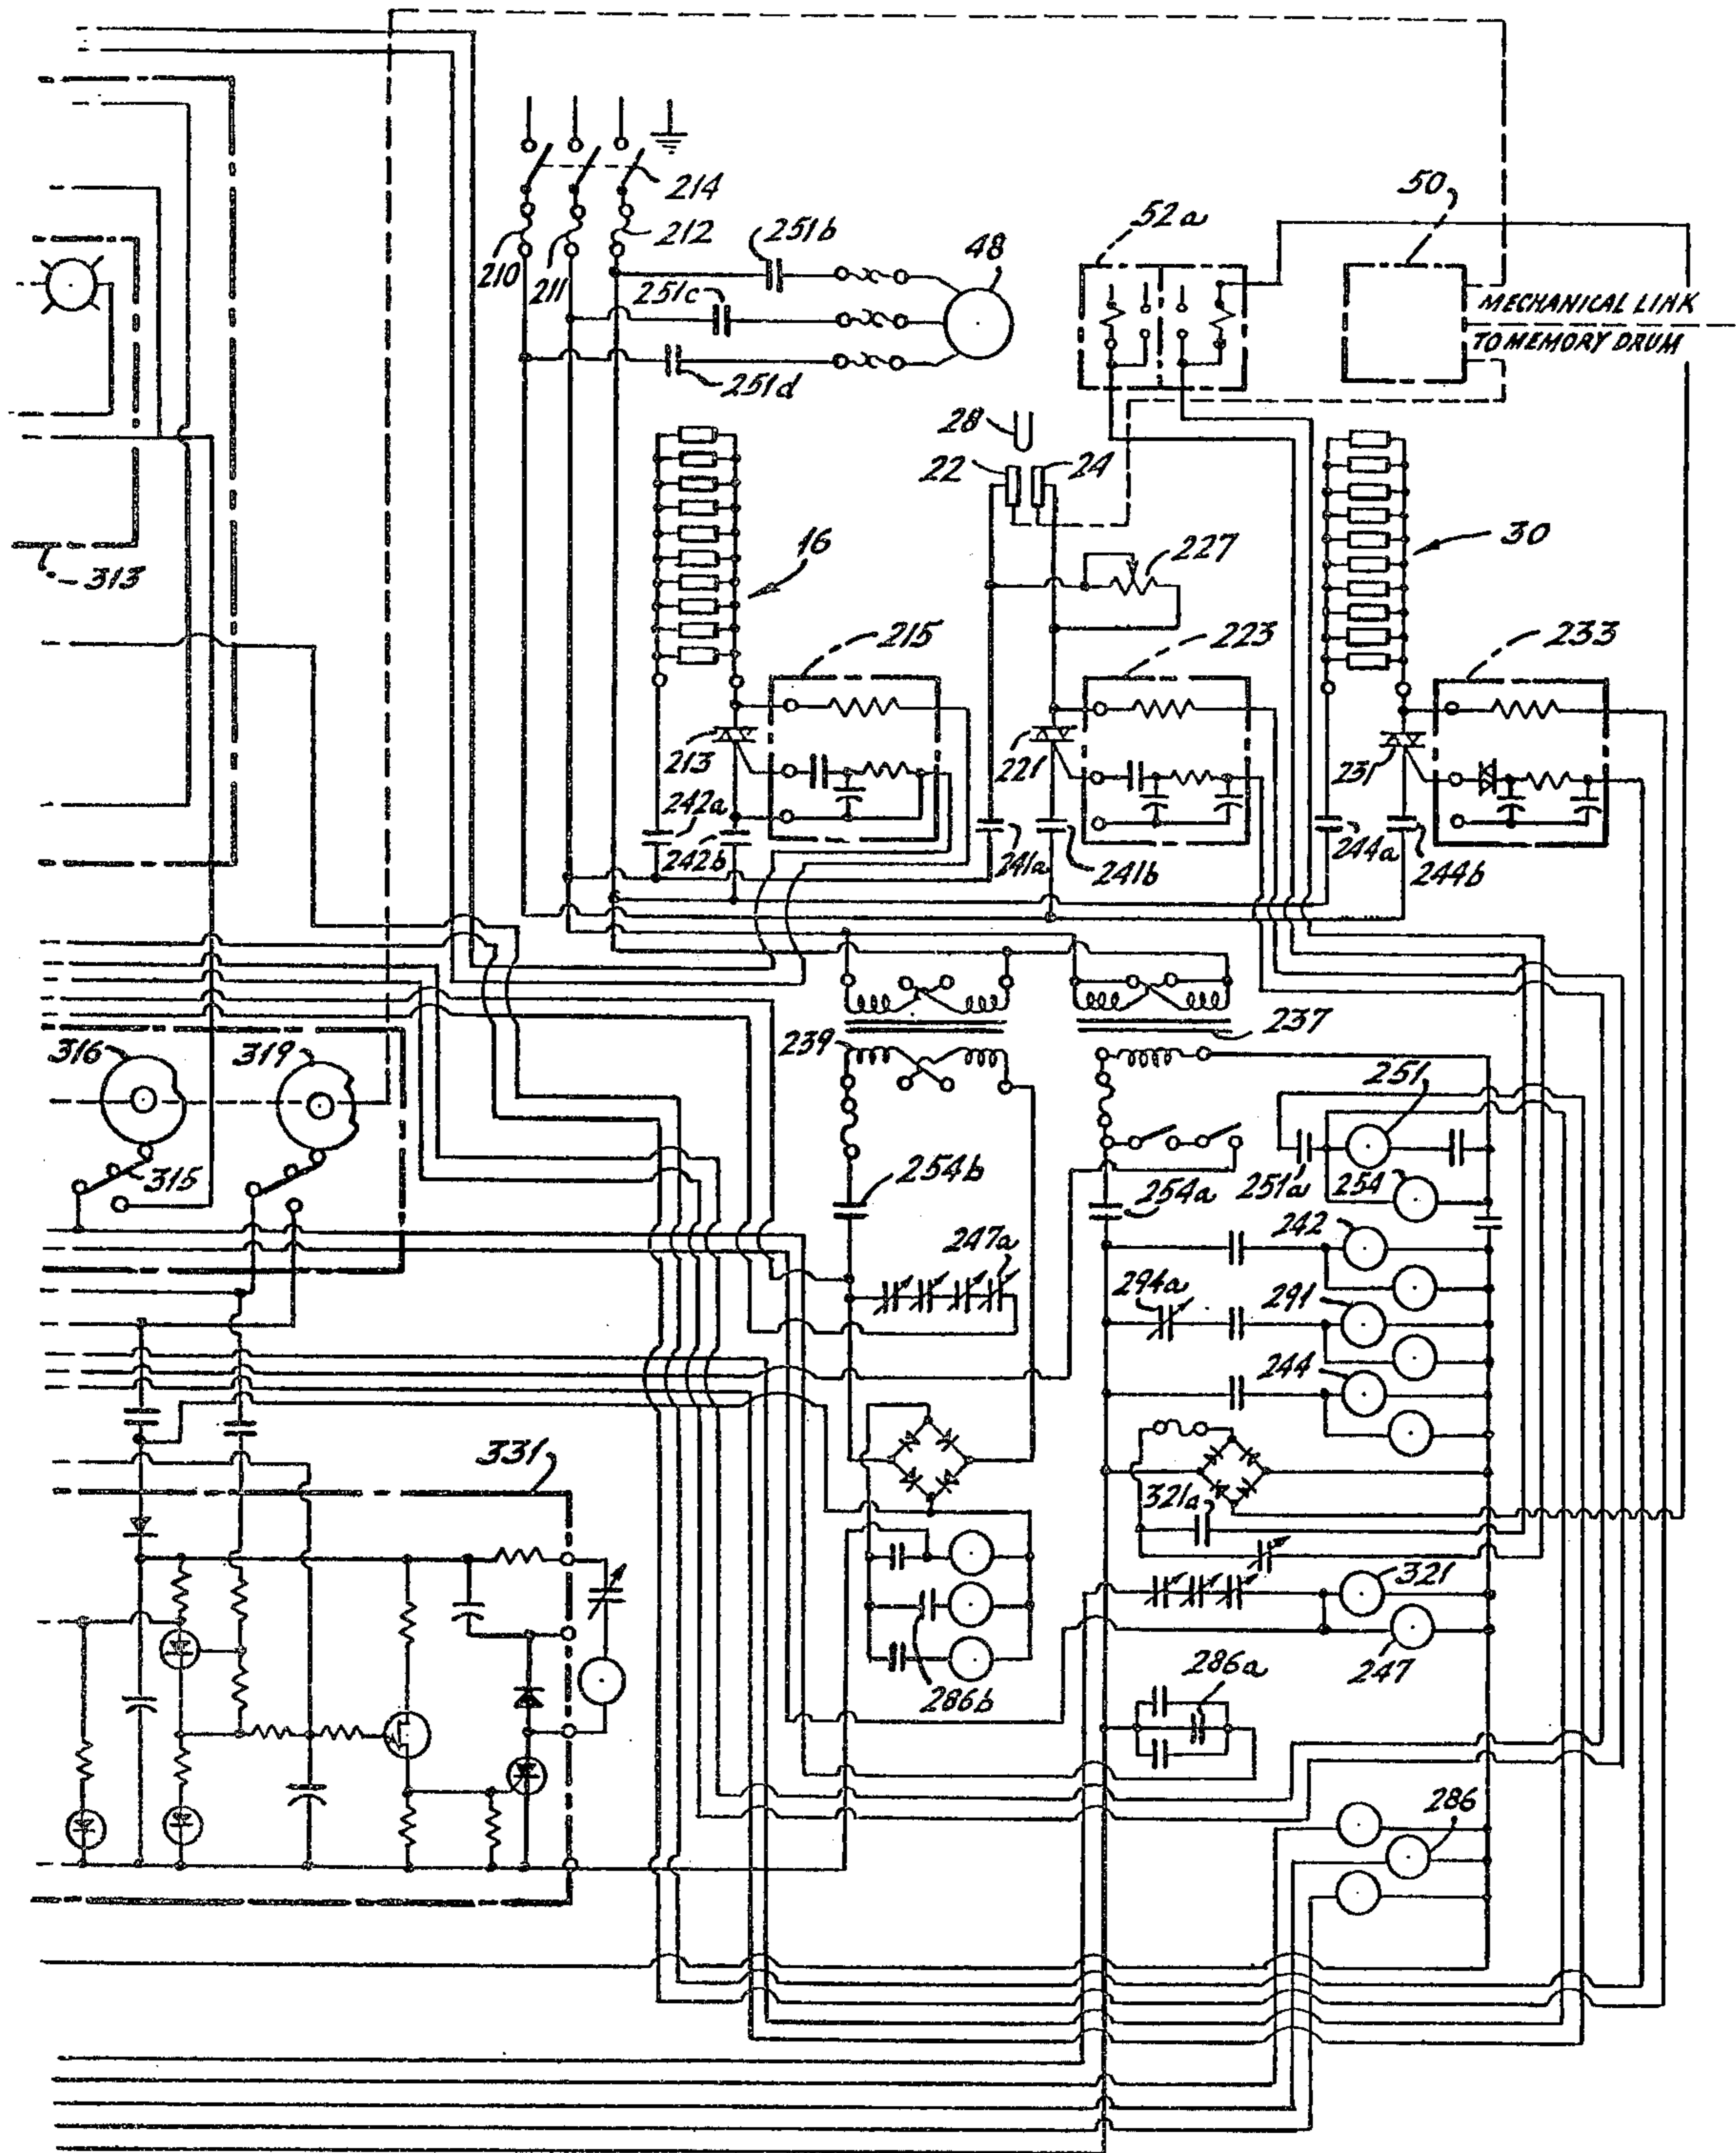 214
50
52a
212
251b
48
210
211
251c
MECHANICAL LINK
TO MEMORY DRUM
251d
28
22
24
16
227
30
313
215
223
233
213
221
231
242a
242b
241a
241b
244a
244b
316
319
239
237
251
315
254b
254a
251a
254
242
247a
294a
291
244
331
321a
321
247
286a
286b
286